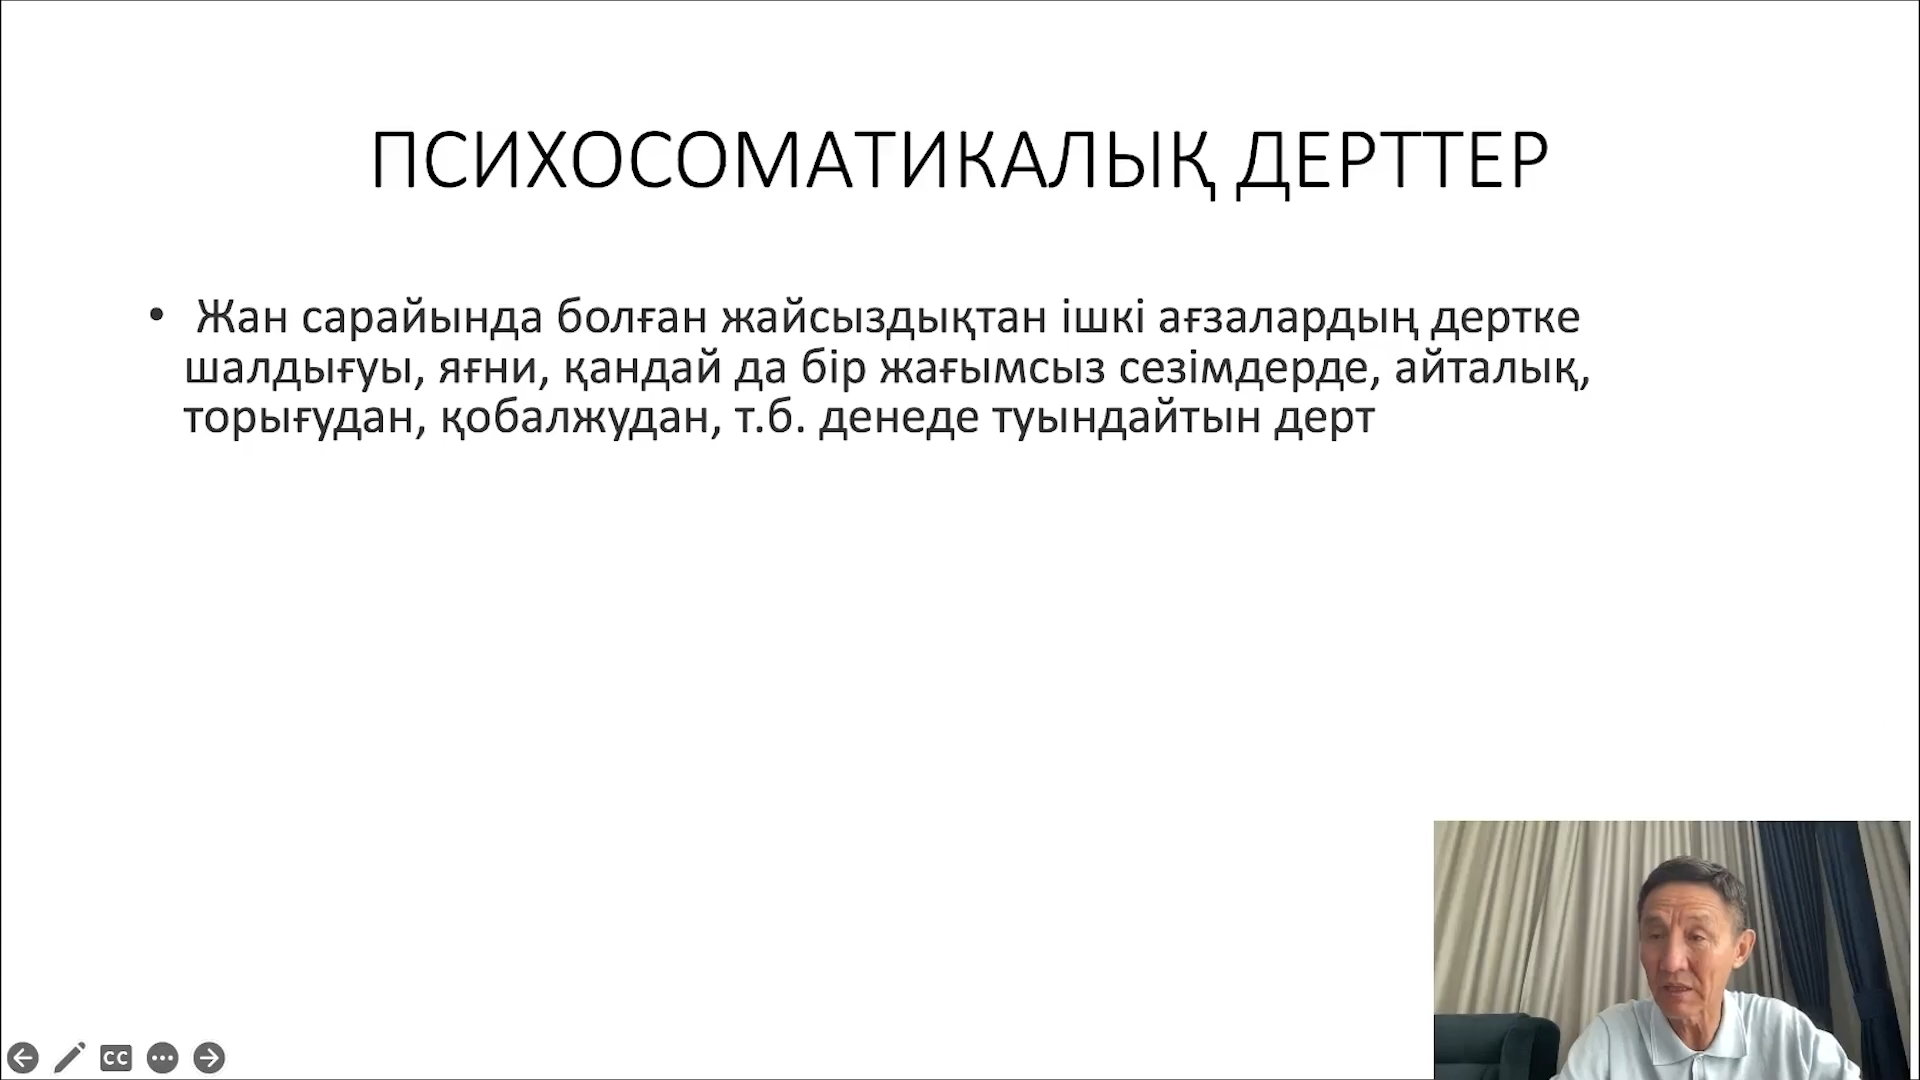 ПСИХОСОМАТИКАЛЫҚ ДЕРТТЕР
• Жан сарайында болған жайсыздықтан ішкі ағзалардың дертке
шалдығуы, яғни, қандай да бір жағымсыз сезімдерде, айталық,
торығудан, қобалжудан, т.б. денеде туындайтын дерт
CC